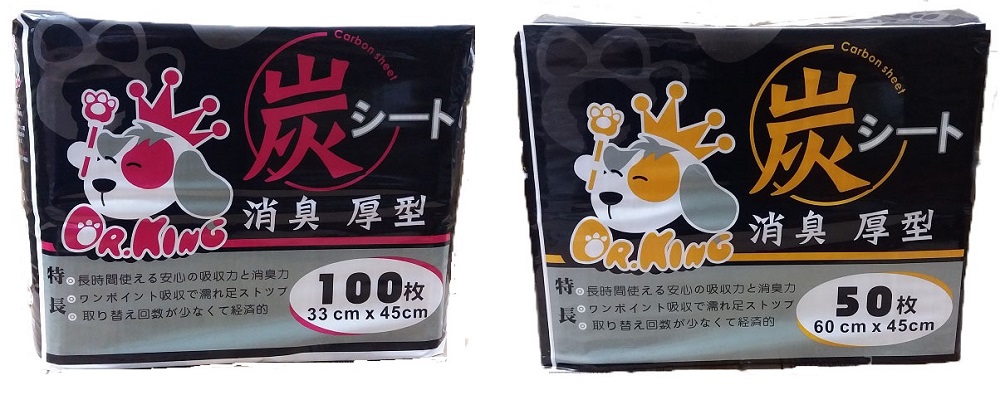 Carbon sheet
炭シート
消臭 厚型
DR.KING
特長
長時間使える安心の吸収力と消臭力
ワンポイント吸収で濡れ足ストップ
取り替え回数が少なくて経済的
100枚
33 cm x 45cm
Carbon sheet
炭シート
消臭 厚型
DR.KING
特長
長時間使える安心の吸収力と消臭力
ワンポイント吸収で濡れ足ストップ
取り替え回数が少なくて経済的
50枚
60 cm x 45cm